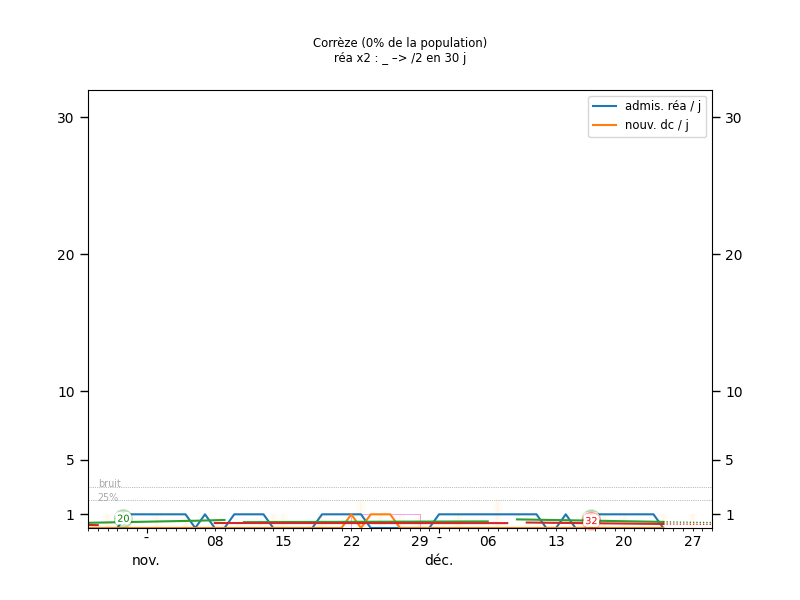 Corrèze (0% de la population)
réa x2 : _ –> /2 en 30 j
admis. réa / j
nouv. dc / j
30
30
20
20
10
10
5
5
bruit
25%
1
20
32
1
- 08 15 22 29 - 06 13 20 27
nov. déc.